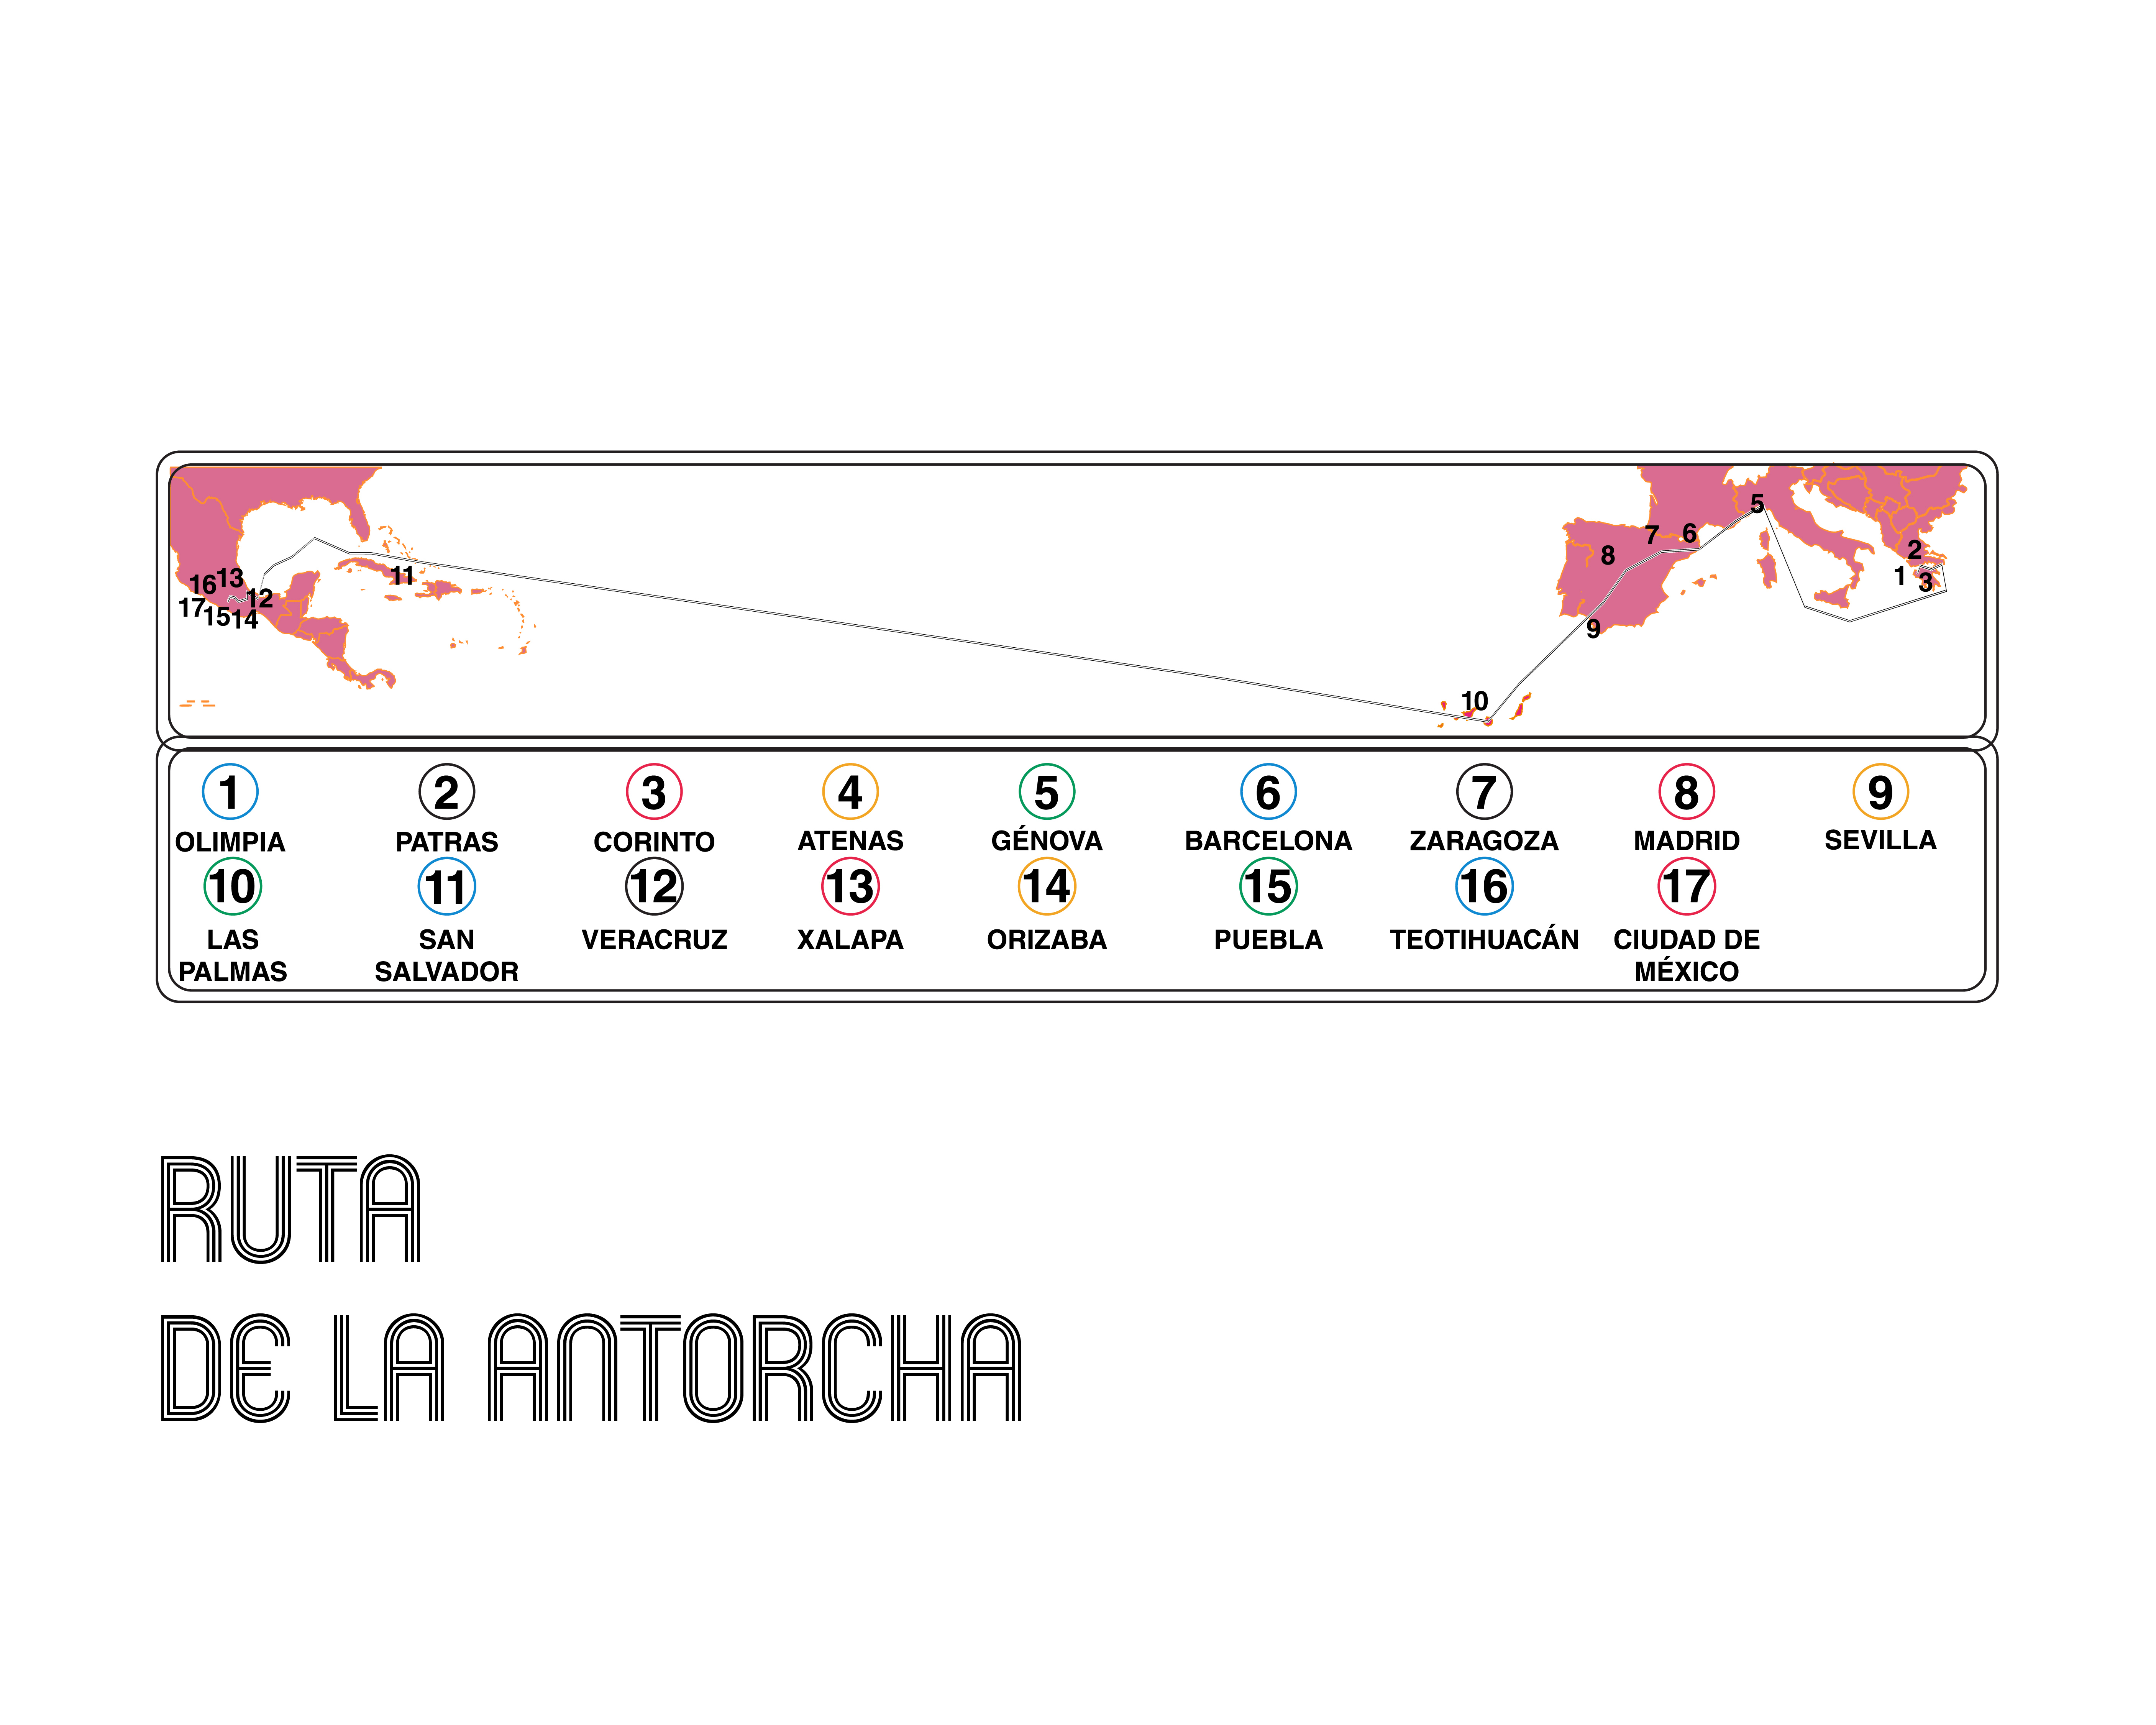 5
7 6
8
2
11
1 3
16 13
12
17 15 14
9
10
1 2 3 4 5 6 7 8 9
OLIMPIA PATRAS CORINTO ATENAS GÉNOVA BARCELONA ZARAGOZA MADRID SEVILLA
10 11 12 13 14 15 16 17
LAS SAN VERACRUZ XALAPA ORIZABA PUEBLA TEOTIHUACÁN CIUDAD DE
PALMAS SALVADOR MÉXICO
RUTA
DE LA ANTORCHA